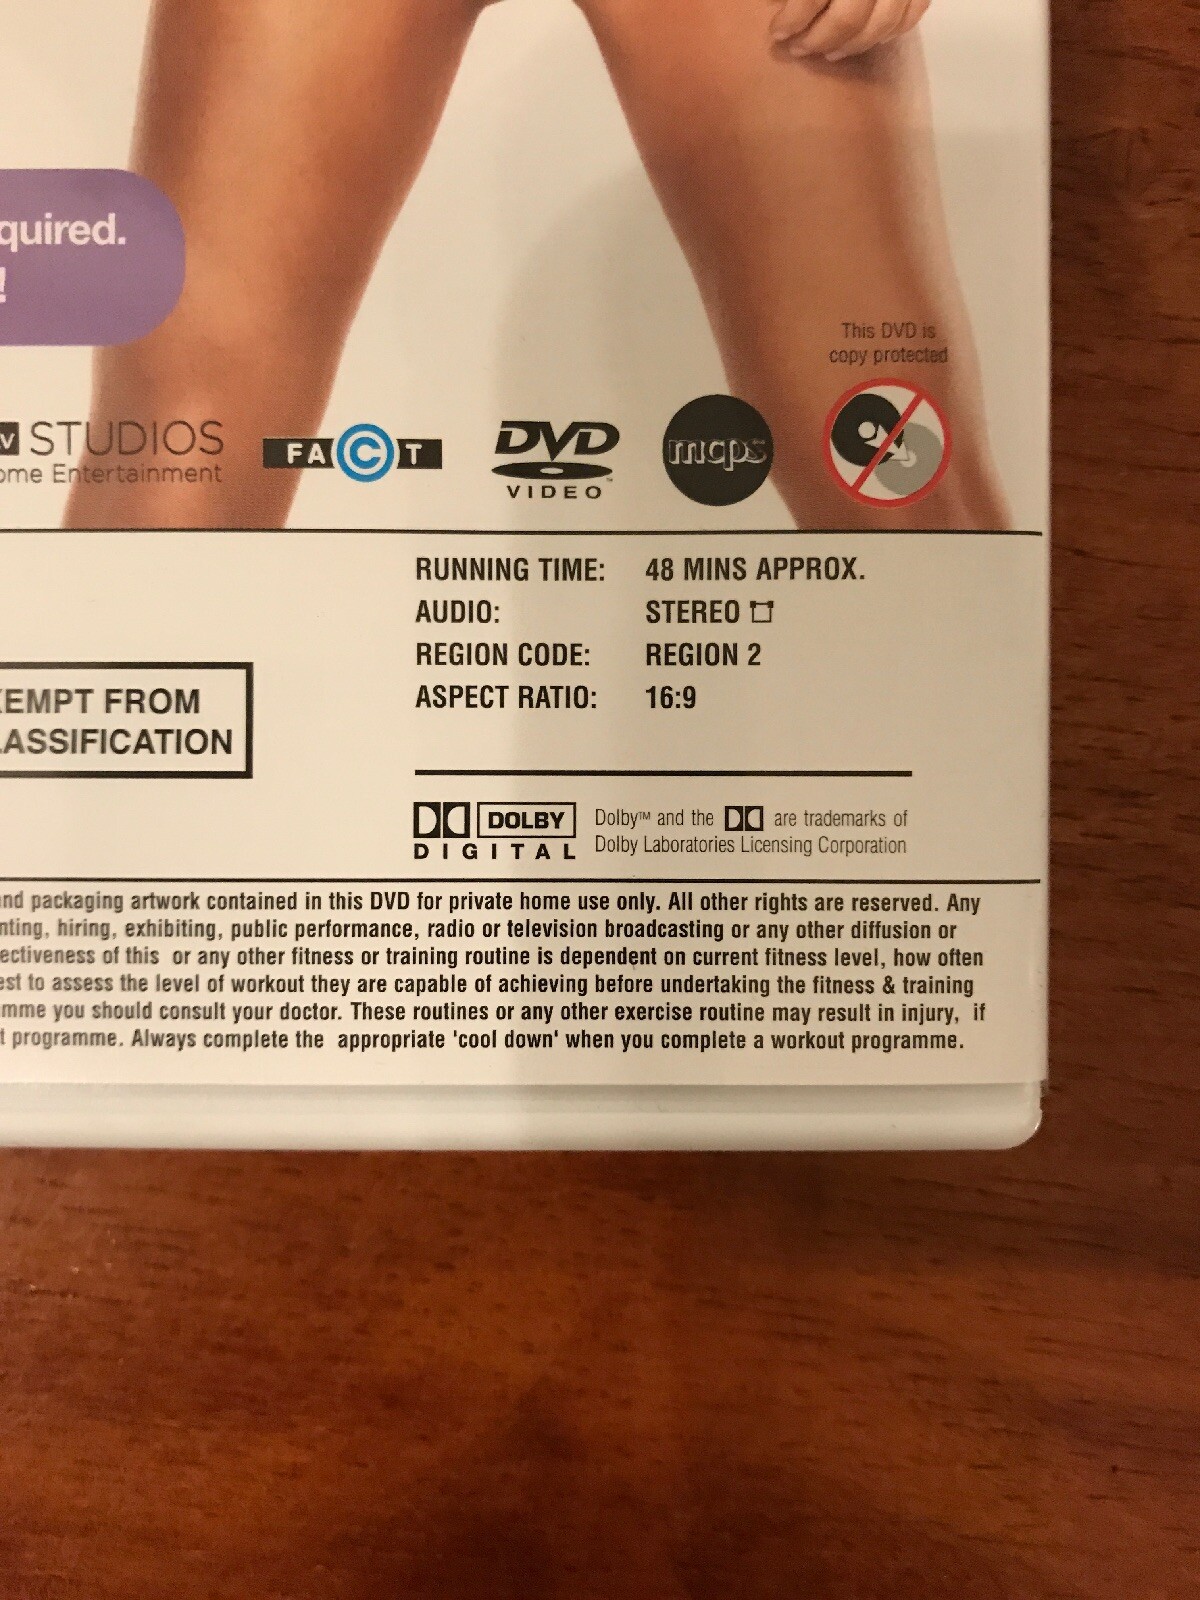 quired.
!
This DVD is
copy protected
v STUDIOS
ome Entertainment
FACT
DVD
VIDEO
mcps
RUNNING TIME: 48 MINS APPROX.
AUDIO: STEREO
REGION CODE: REGION 2
ASPECT RATIO: 16:9
EMPT FROM
LASSIFICATION
DOLBY
DIGITAL
Dolby™ and the are trademarks of
Dolby Laboratories Licensing Corporation
nd packaging artwork contained in this DVD for private home use only. All other rights are reserved. Any
nting, hiring, exhibiting, public performance, radio or television broadcasting or any other diffusion or
ectiveness of this or any other fitness or training routine is dependent on current fitness level, how often
est to assess the level of workout they are capable of achieving before undertaking the fitness & training
mme you should consult your doctor. These routines or any other exercise routine may result in injury, if
t programme. Always complete the appropriate 'cool down' when you complete a workout programme.